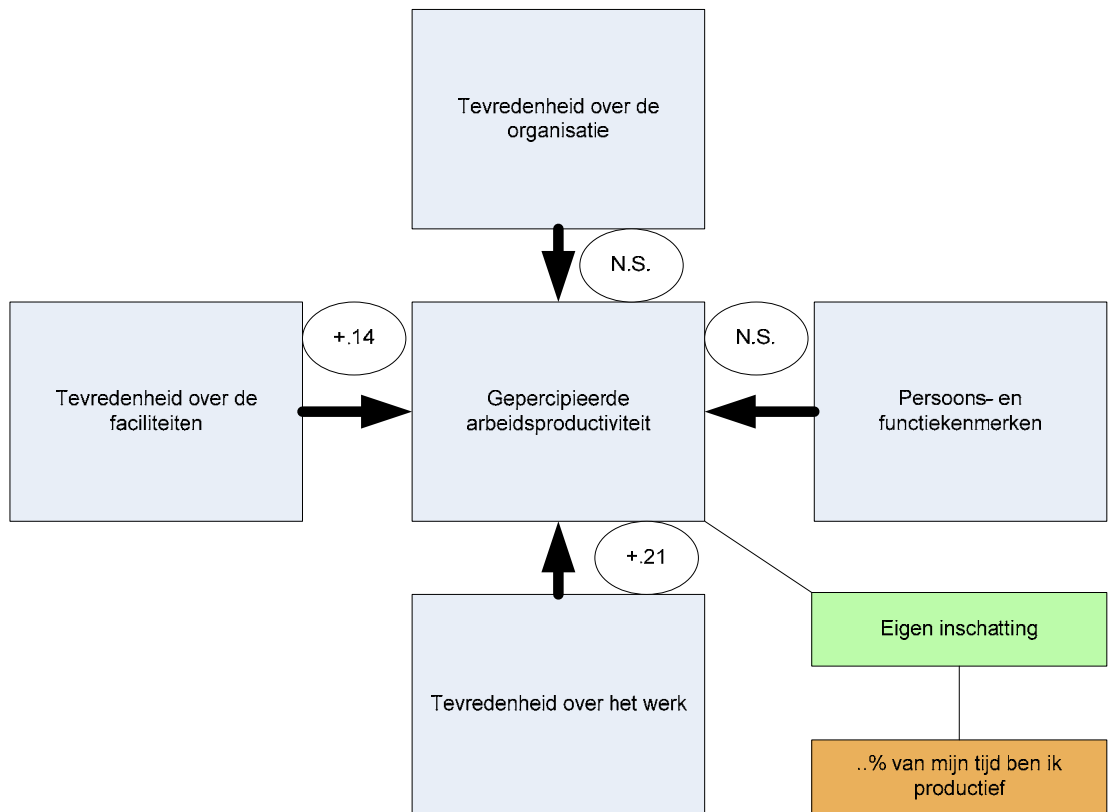 Tevredenheid over de
organisatie
N.S.
+.14
N.S.
Tevredenheid over de
faciliteiten
Gepercipieerde
arbeidsproductiviteit
Persoons- en
functiekenmerken
+.21
Eigen inschatting
Tevredenheid over het werk
..% van mijn tijd ben ik
productief